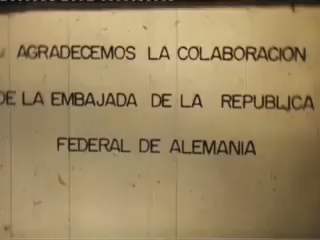 AGRADECEMOS LA COLABORACION
DE LA EMBAJADA DE LA REPUBLICA
FEDERAL DE ALEMANIA